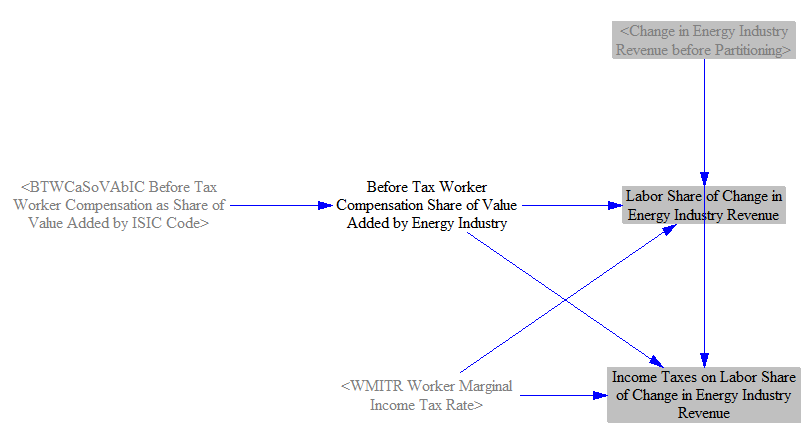 <Change in Energy Industry
Revenue before Partitioning>
<BTWCaSoVAbIC Before Tax
Worker Compensation as Share of
Value Added by ISIC Code>
Before Tax Worker
Compensation Share of Value
Added by Energy Industry
Labor Share of Change in
Energy Industry Revenue
<WMITR Worker Marginal
Income Tax Rate>
Income Taxes on Labor Share
of Change in Energy Industry
Revenue